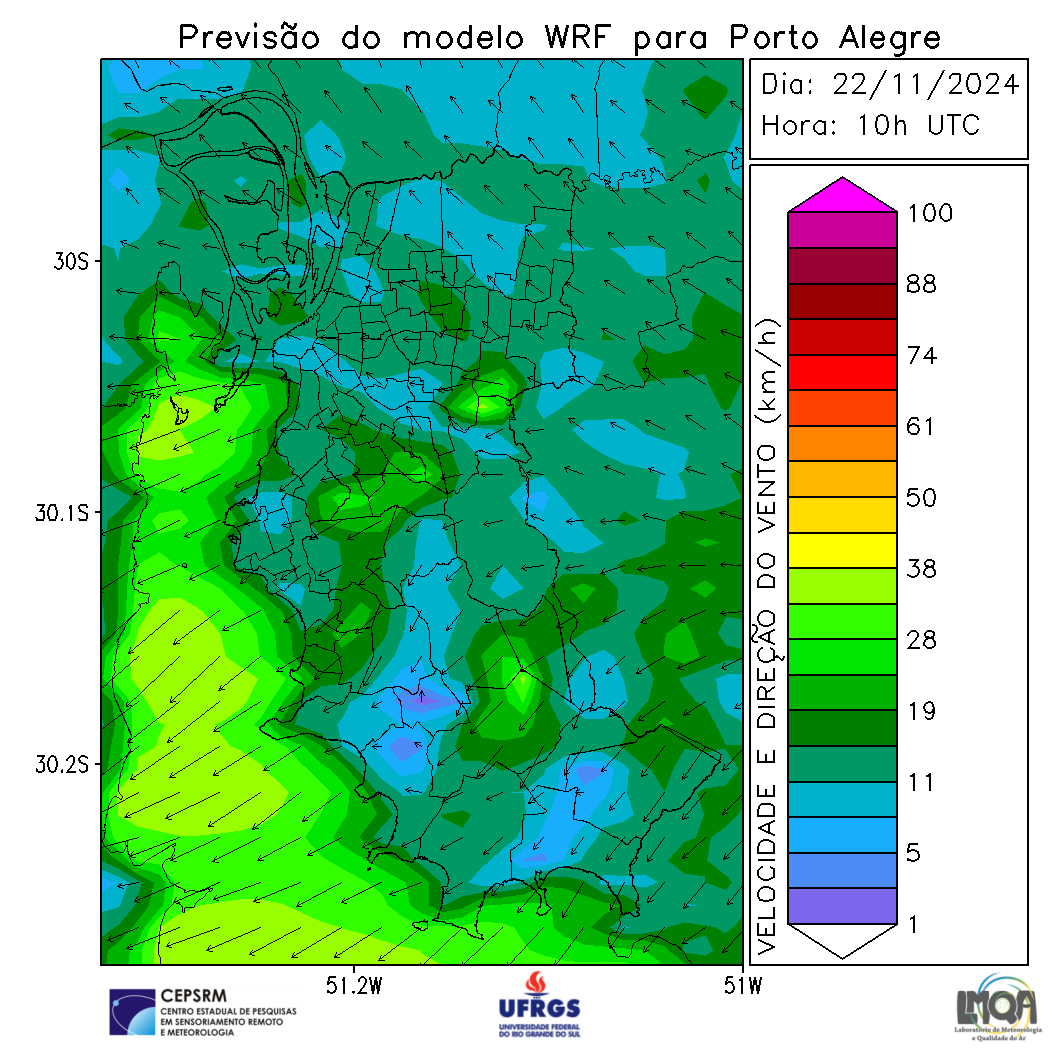 Previsão do modelo WRF para Porto Alegre
Dia: 22/11/2024
Hora: 10h UTC
30S
30.1S
30.2S
51.2W
51W
VELOCIDADE E DIREÇÃO DO VENTO (km/h)
100
88
74
61
50
38
28
19
11
5
1
CEPSRM
CENTRO ESTADUAL DE PESQUISAS
EM SENSORIAMENTO REMOTO
E METEOROLOGIA
UFRGS
UNIVERSIDADE FEDERAL
DO RIO GRANDE DO SUL
LMQA
Laboratório de Meteorologia
e Qualidade do Ar